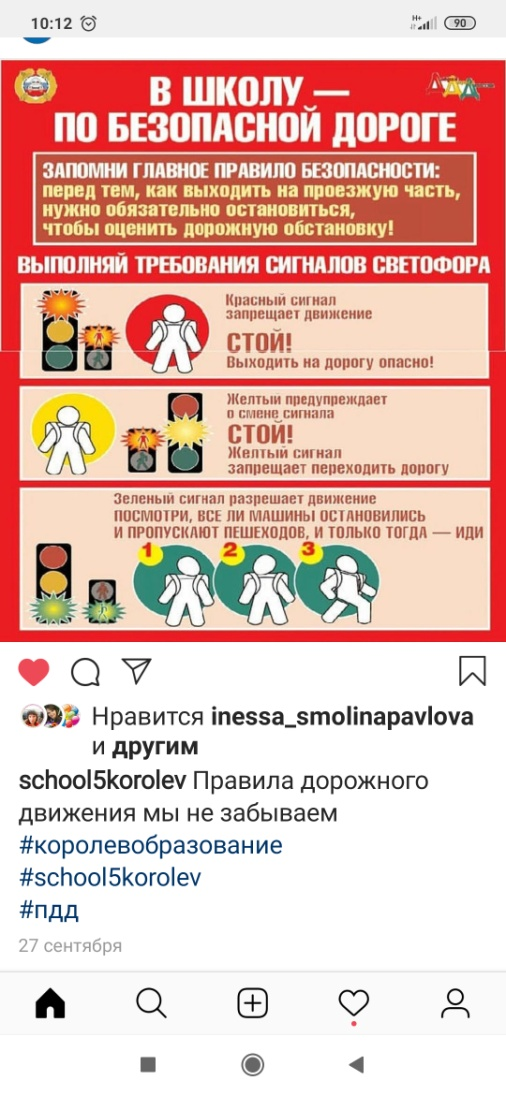 10:12
H+
90
В ШКОЛУ —
ПО БЕЗОПАСНОЙ ДОРОГЕ
ЗАПОМНИ ГЛАВНОЕ ПРАВИЛО БЕЗОПАСНОСТИ:
перед тем, как выходить на проезжую часть,
нужно обязательно остановиться,
чтобы оценить дорожную обстановку!
ВЫПОЛНЯЙ ТРЕБОВАНИЯ СИГНАЛОВ СВЕТОФОРА
Красный сигнал
запрещает движение
СТОЙ!
Выходить на дорогу опасно!
Желтый предупреждает
о смене сигнала
СТОЙ!
Желтый сигнал
запрещает переходить дорогу
Зеленый сигнал разрешает движение
ПОСМОТРИ, ВСЕ ЛИ МАШИНЫ ОСТАНОВИЛИСЬ
И ПРОПУСКАЮТ ПЕШЕХОДОВ, И ТОЛЬКО ТОГДА — ИДИ
1 2 3
Нравится inessa_smolinapavlova
и другим
school5korolev Правила дорожного
движения мы не забываем
#королевобразование
#school5korolev
#пдд
27 сентября